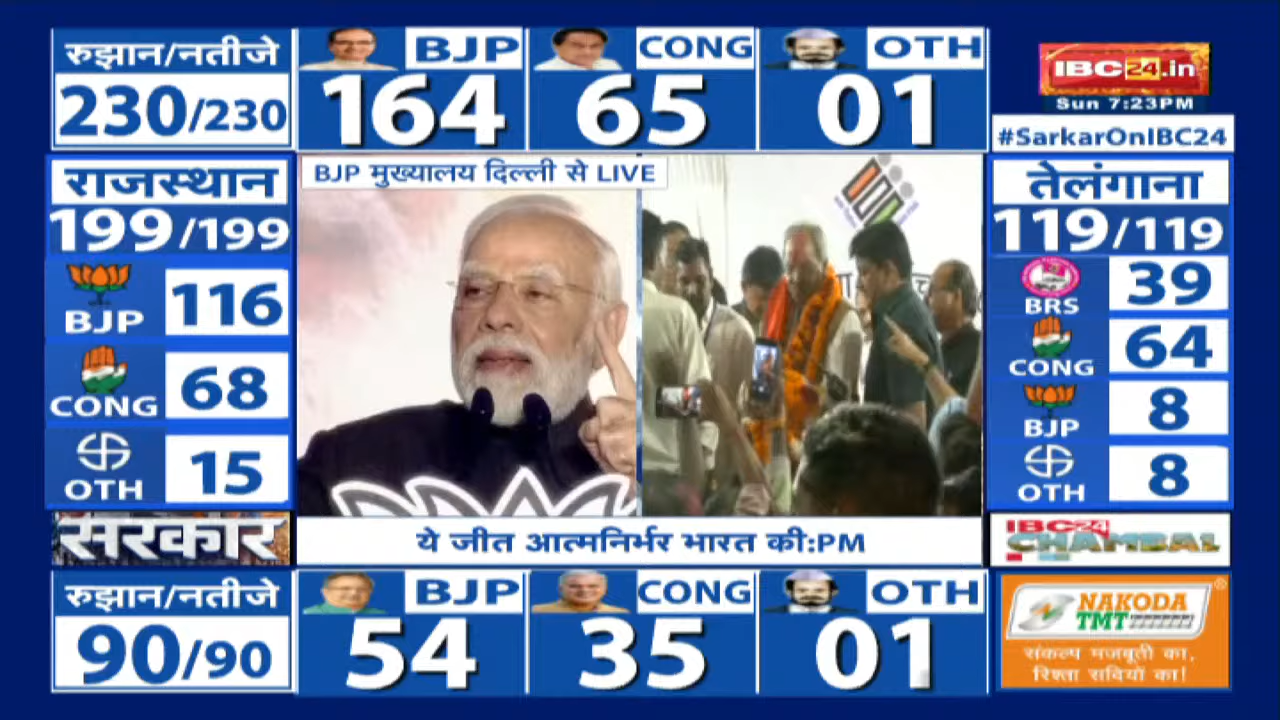 रुझान/नतीजे
230/230
BJP
164
CONG
65
OTH
01
IBC24.in
Sun 7:23PM
#SarkarOnIBC24
राजस्थान
199/199
BJP
116
CONG
68
OTH
15
सरकार
BJP मुख्यालय दिल्ली से LIVE
ये जीत आत्मनिर्भर भारत की:PM
तेलंगाना
119/119
BRS
39
CONG
64
BJP
8
OTH
8
IBC24
CHAMBAL
रुझान/नतीजे
90/90
BJP
54
CONG
35
OTH
01
NAKODA
TMT
संकल्प मजबूती का,
रिश्ता सदियों का!